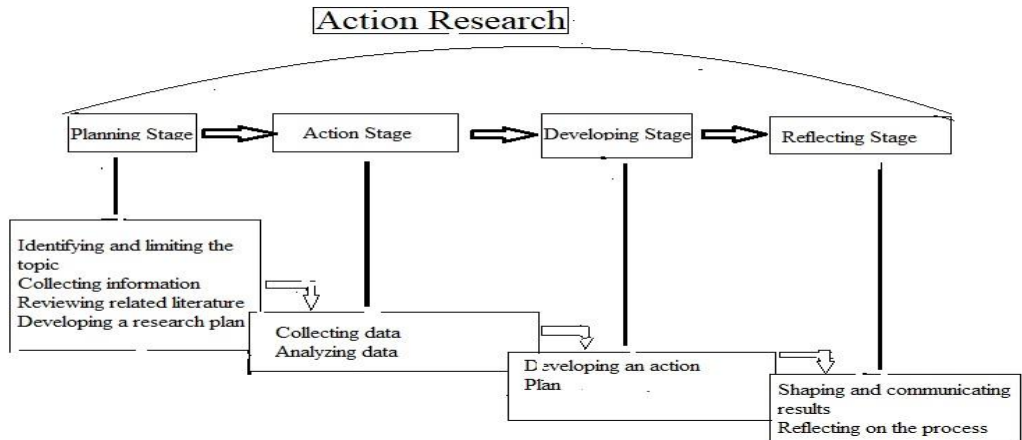 Action Research
Planning Stage
Action Stage
Developing Stage
Reflecting Stage
Identifying and limiting the
topic
Collecting information
Reviewing related literature
Developing a research plan
Collecting data
Analyzing data
Developing an action
Plan
Shaping and communicating
results
Reflecting on the process